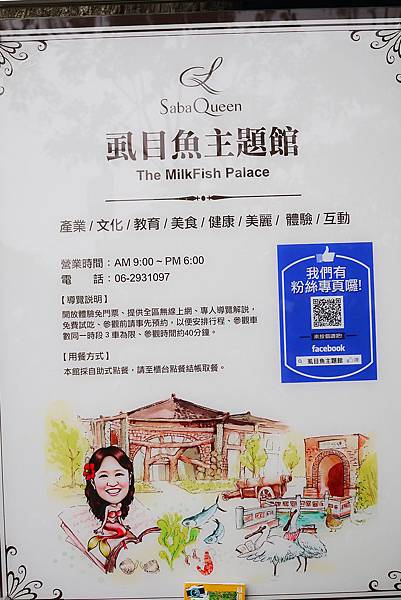 SabaQueen
虱目魚主題館
The MilkFish Palace
產業/文化/教育/美食/健康/美麗/ 體驗/互動
營業時間：AM 9:00 ~ PM 6:00
電　　話：06-2931097
【導覽說明】
開放體驗免門票、提供全區無線上網、專人導覽解說，
免費試吃、參觀前請事先預約，以便安排行程、參觀車
數同一時段 3 車為限、參觀時間約40分鐘。
【用餐方式】
本館採自助式點餐，請至櫃台點餐結帳取餐。
我們有
粉絲專頁囉!
來按個讚吧!
facebook
虱目魚主題館